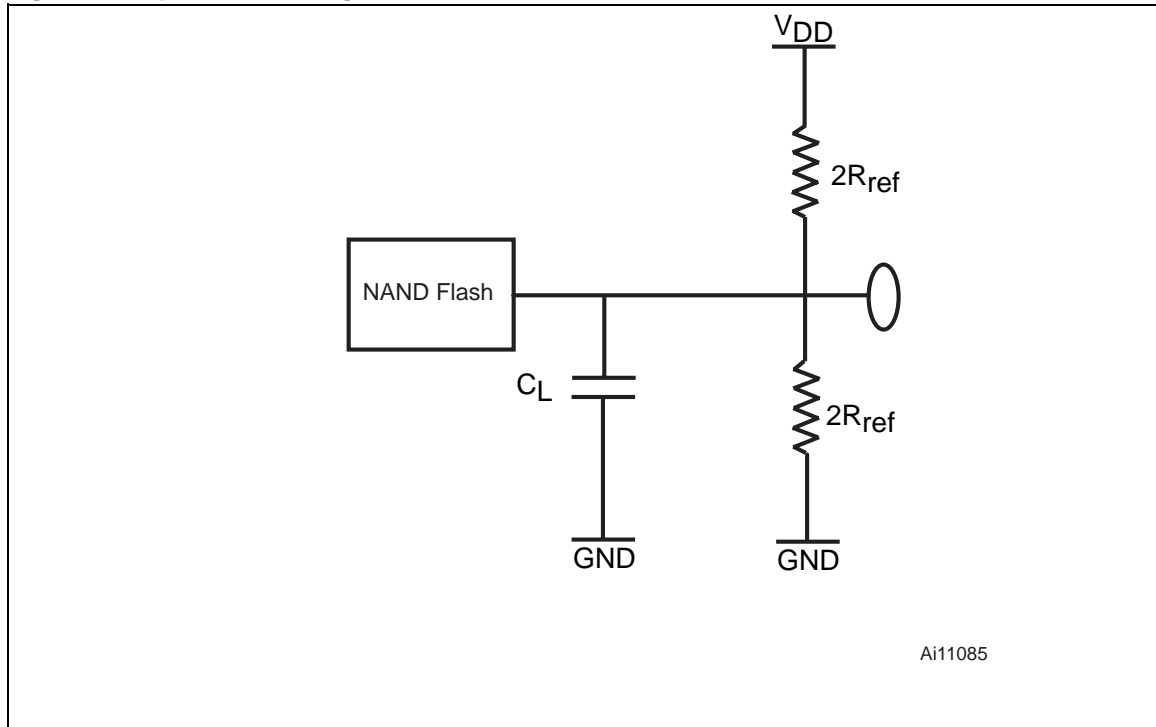 VDD
2Rref
NAND Flash
CL
2Rref
GND
GND
Ai11085